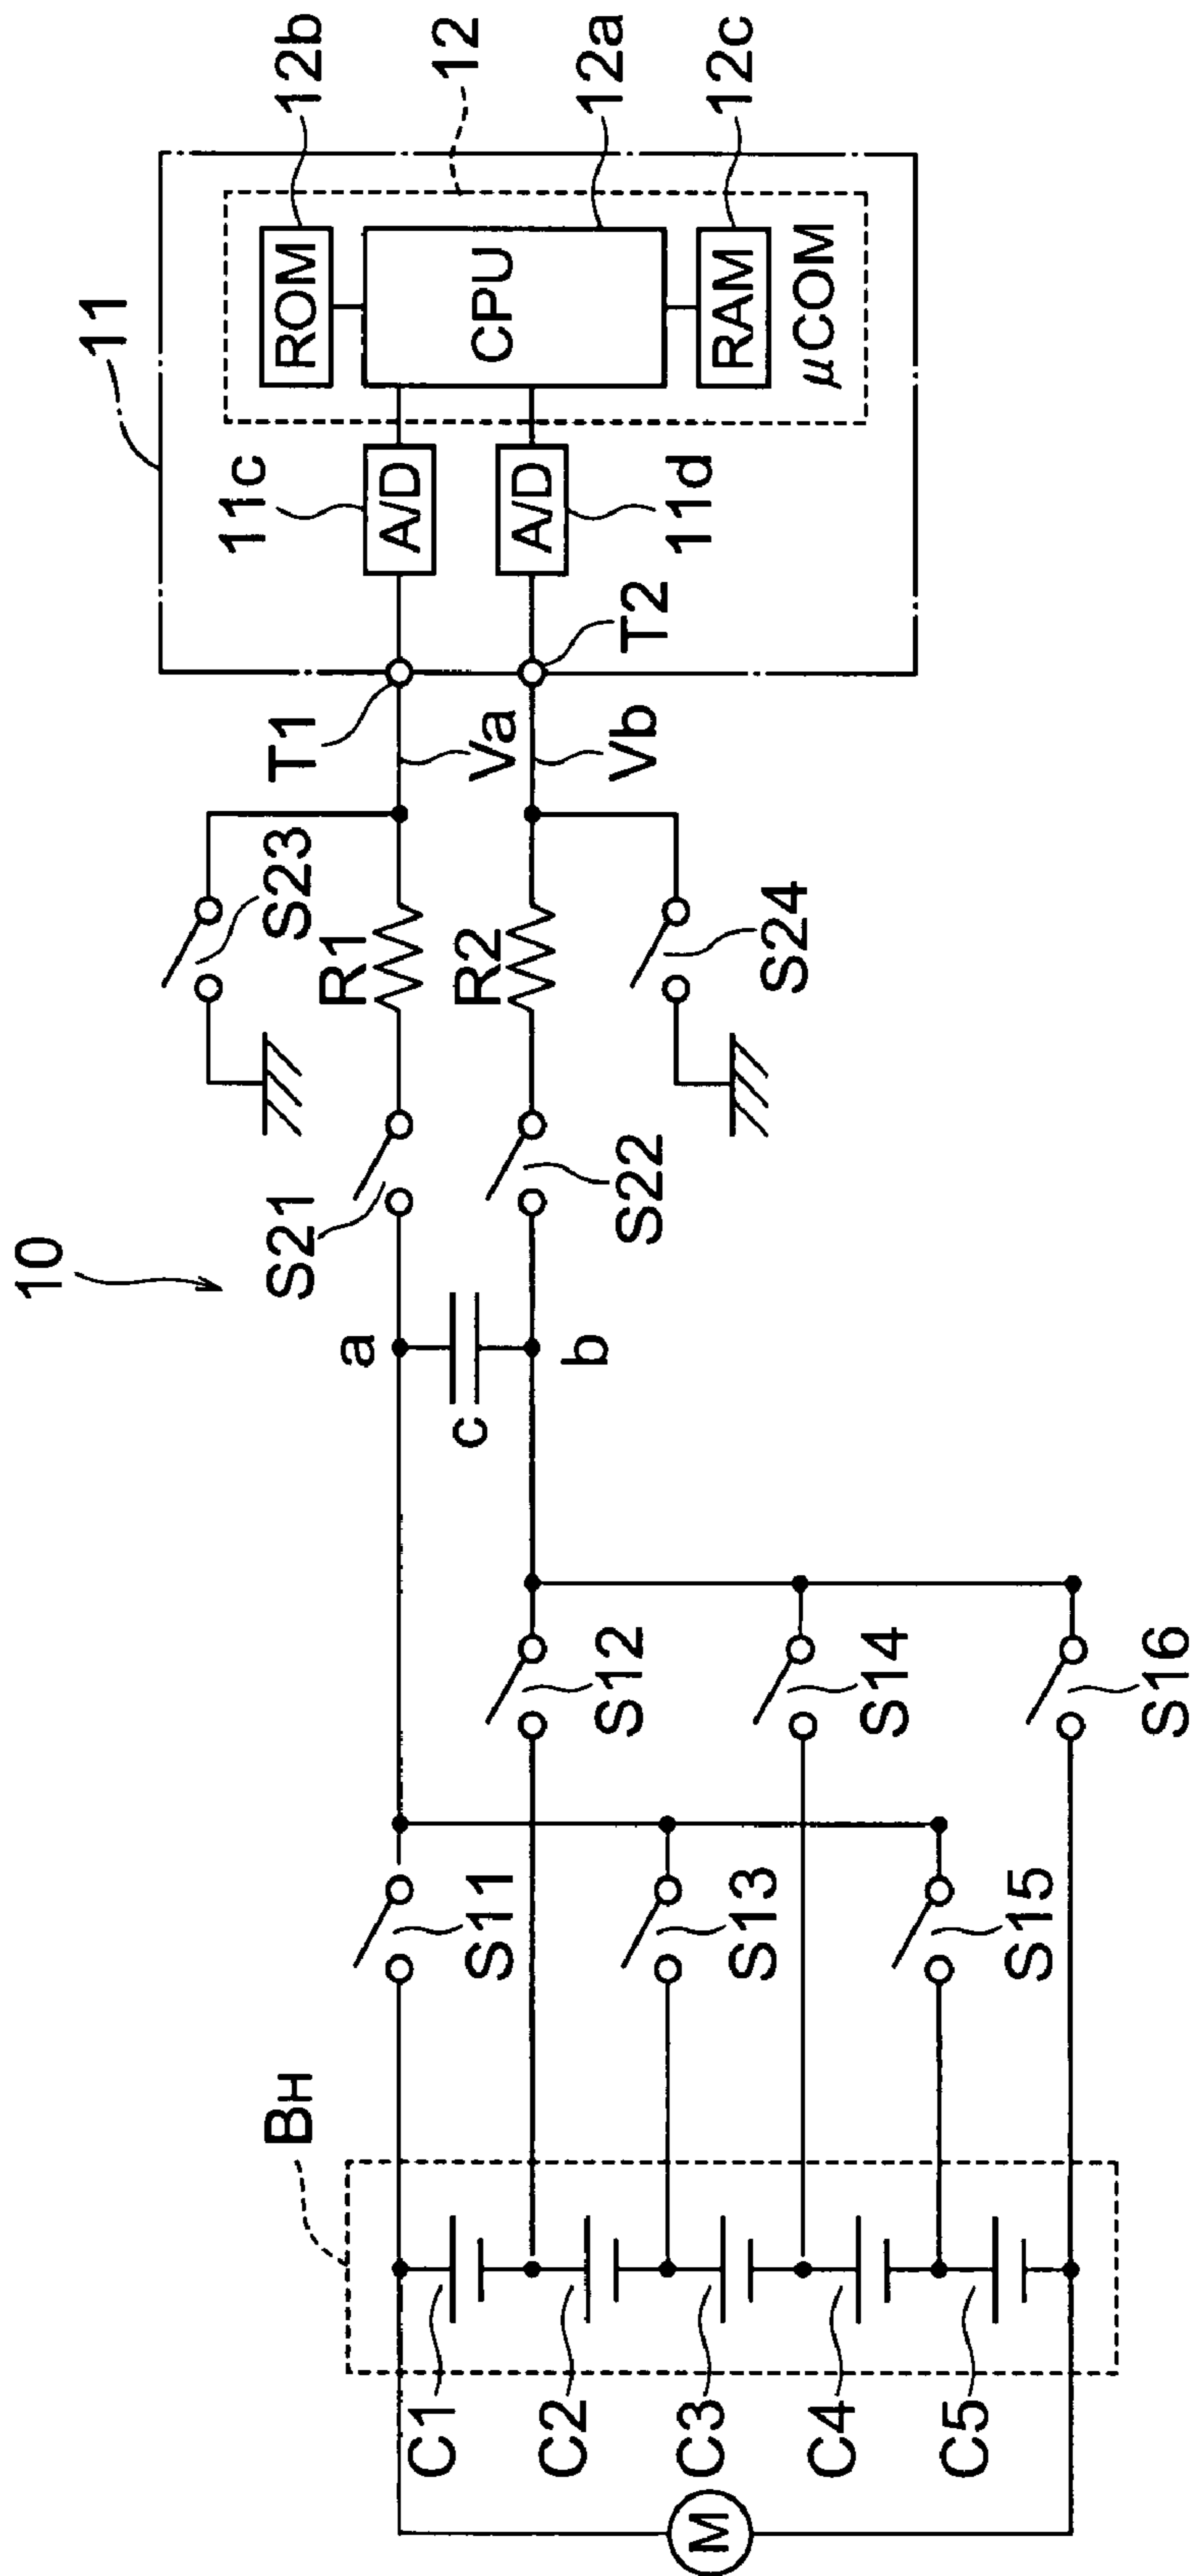 10
11
12b
12
12a
12c
ROM
CPU
RAM
μCOM
11c
A/D
A/D
11d
T1
T2
Va
Vb
S23
R1
R2
S24
S21
S22
a
b
c
S12
S14
S16
S11
S13
S15
BH
C1
C2
C3
C4
C5
M